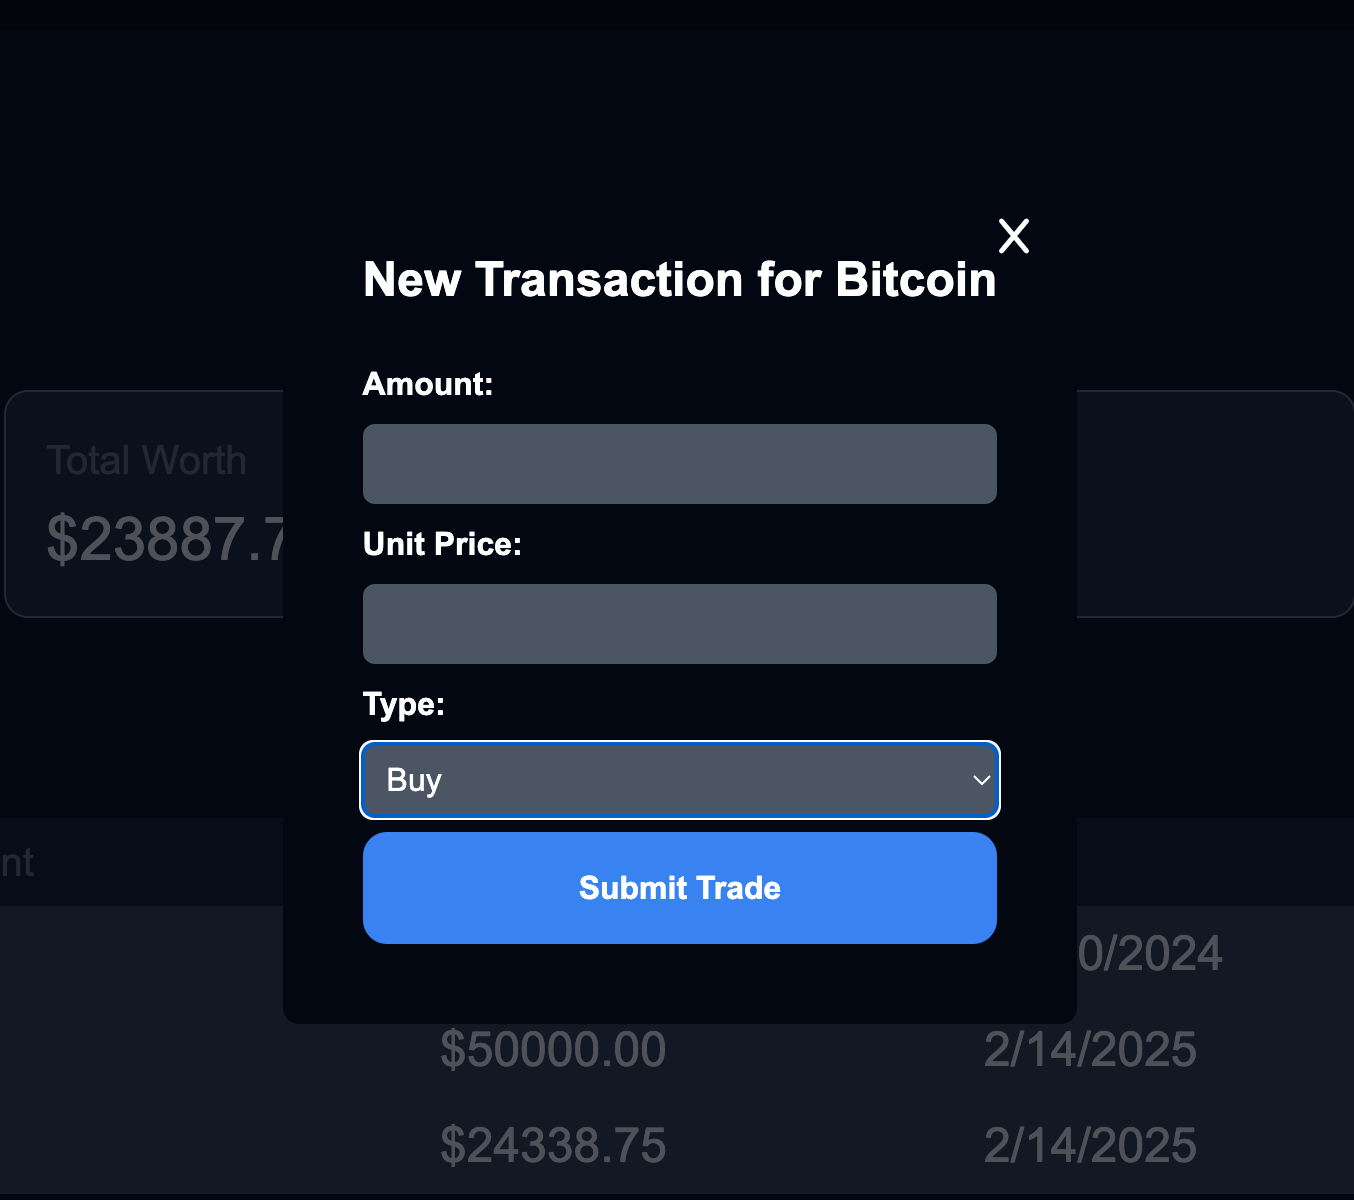 New Transaction for Bitcoin
Amount:
Total Worth
$23887.7
Unit Price:
Type:
Buy
Submit Trade
nt
0/2024
$50000.00 2/14/2025
$24338.75 2/14/2025